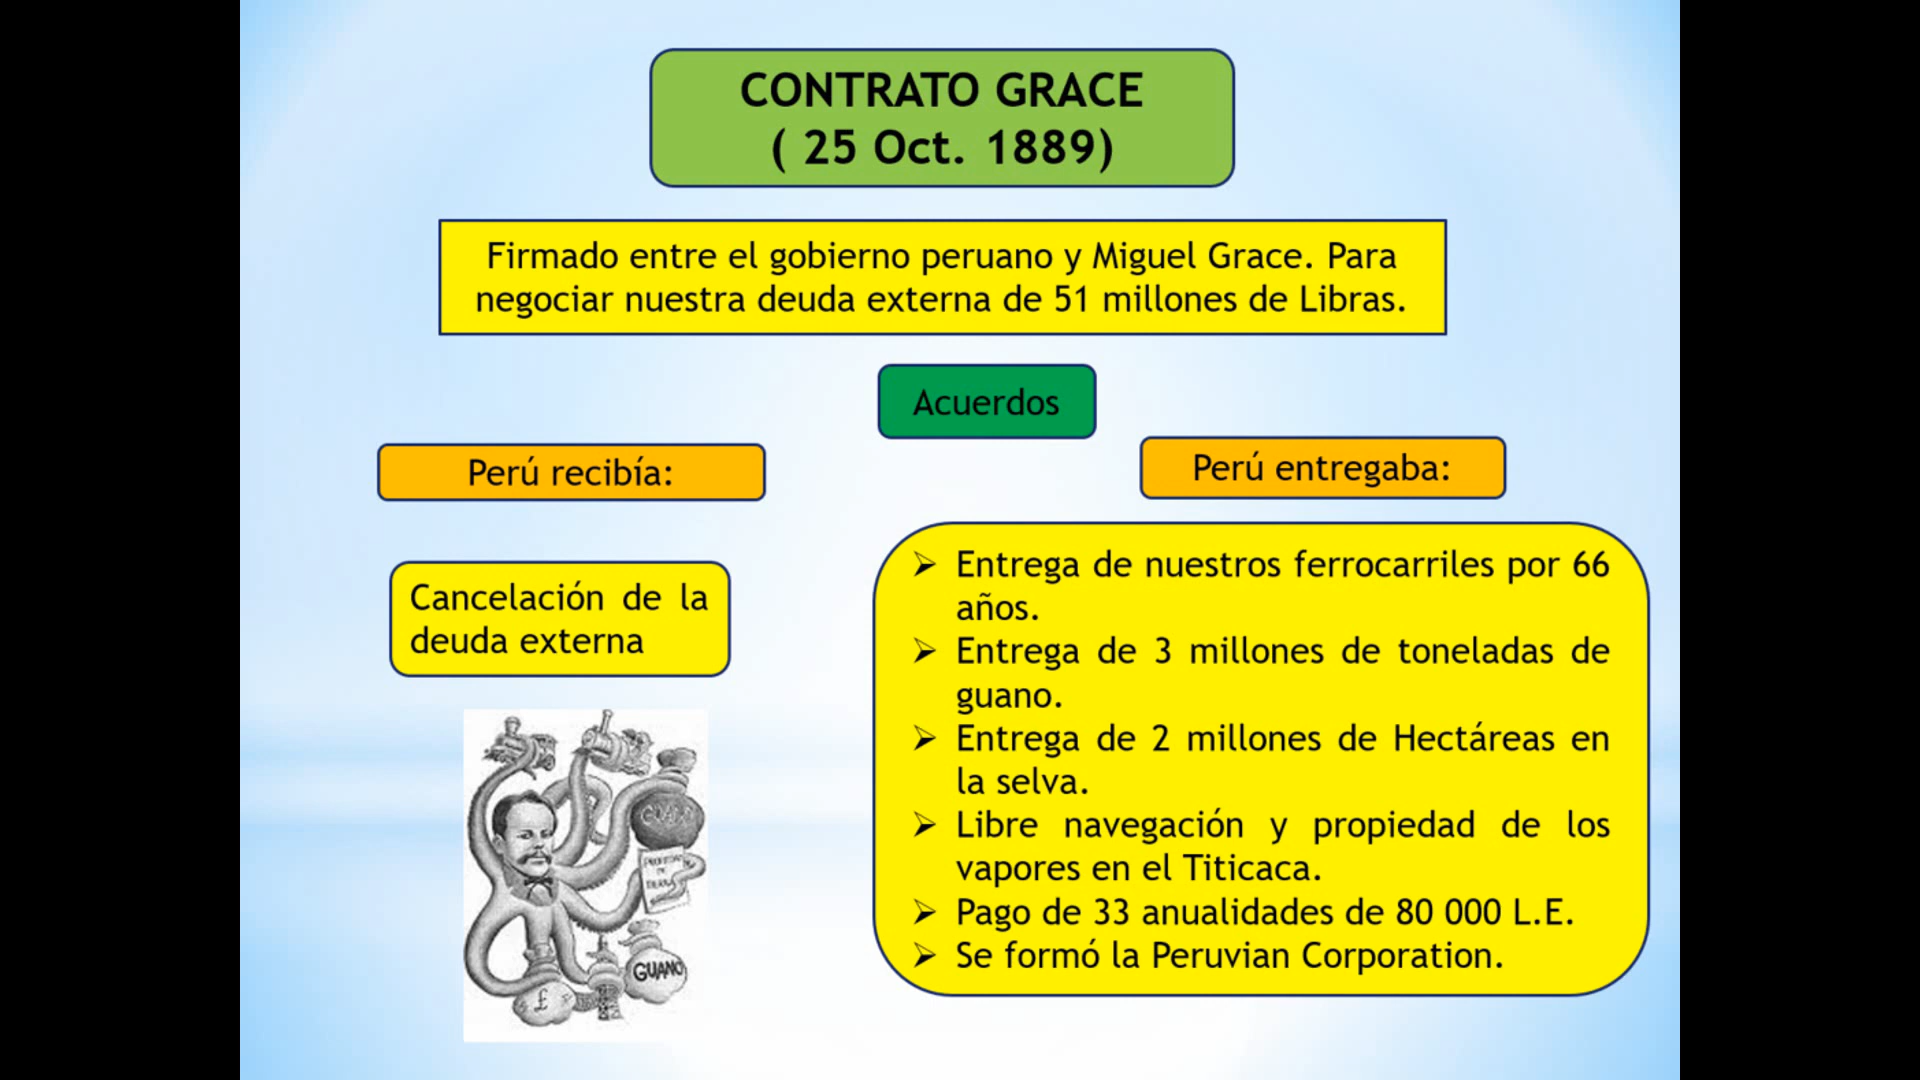 CONTRATO GRACE
( 25 Oct. 1889)
Firmado entre el gobierno peruano y Miguel Grace. Para
negociar nuestra deuda externa de 51 millones de Libras.
Acuerdos
Perú recibía:
Perú entregaba:
Cancelación de la
deuda externa
➢ Entrega de nuestros ferrocarriles por 66
años.
➢ Entrega de 3 millones de toneladas de
guano.
➢ Entrega de 2 millones de Hectáreas en
la selva.
➢ Libre navegación y propiedad de los
vapores en el Titicaca.
➢ Pago de 33 anualidades de 80 000 L.E.
➢ Se formó la Peruvian Corporation.
GUANO
GUANO
£